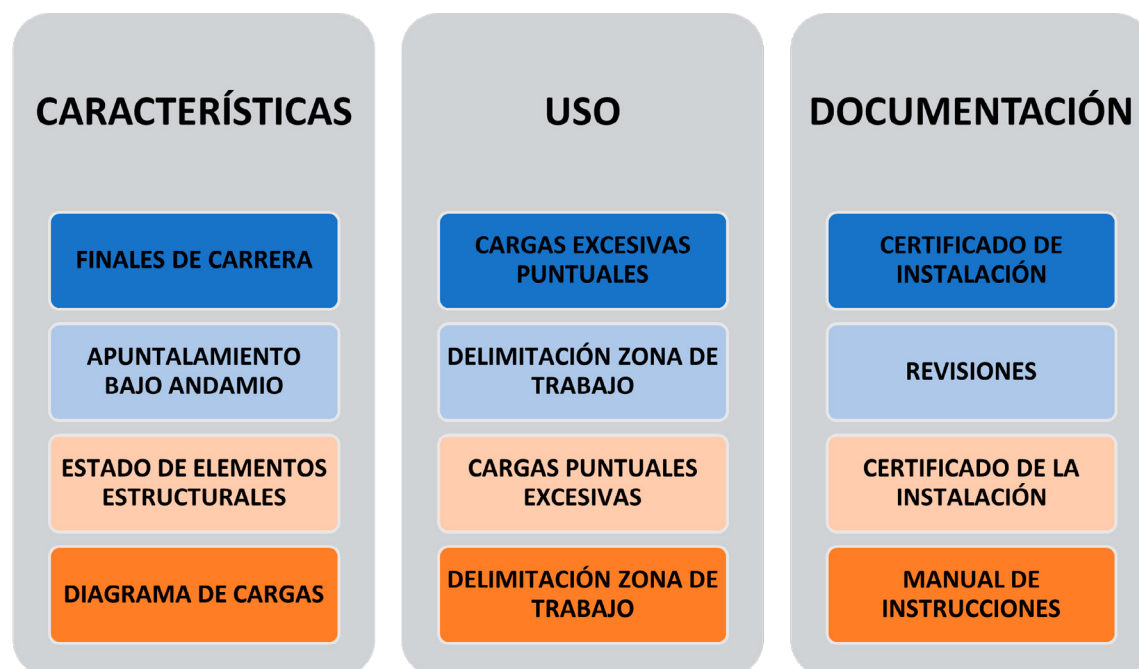 CARACTERÍSTICAS
FINALES DE CARRERA
APUNTALAMIENTO
BAJO ANDAMIO
ESTADO DE ELEMENTOS
ESTRUCTURALES
DIAGRAMA DE CARGAS
USO
CARGAS EXCESIVAS
PUNTUALES
DELIMITACIÓN ZONA DE
TRABAJO
CARGAS PUNTUALES
EXCESIVAS
DELIMITACIÓN ZONA DE
TRABAJO
DOCUMENTACIÓN
CERTIFICADO DE
INSTALACIÓN
REVISIONES
CERTIFICADO DE LA
INSTALACIÓN
MANUAL DE
INSTRUCCIONES